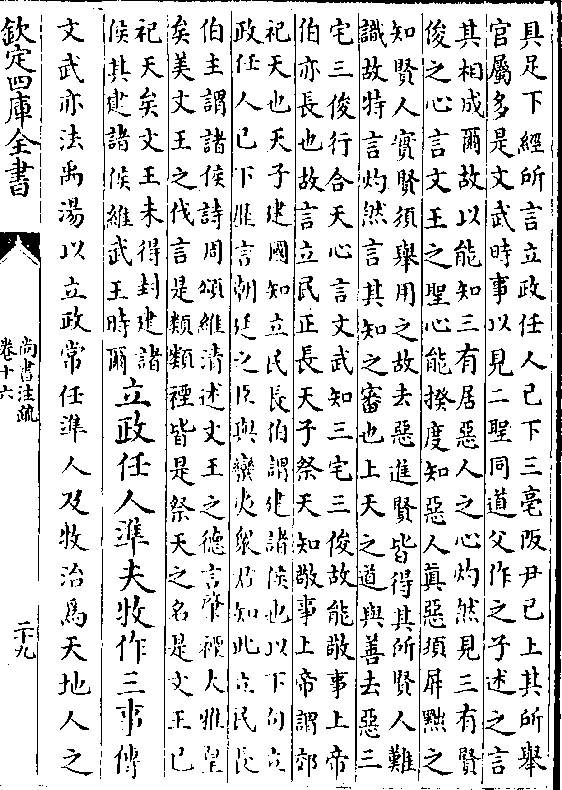 具足下經所言立政任人已下三亳阪尹已上其所舉
官屬多是文武時事以見二聖同道父作之子述之言
其相成爾故以能知三有居惡人之心灼然見三有賢
俊之心言文王之聖心能揆度知惡人真惡須屏黜之
知賢人實賢須舉用之故去惡進賢皆得其所賢人難
識故特言灼然言其知之審也上天之道與善去惡三
宅三俊行合天心言文武知三宅三俊故能敬事上帝
伯亦長也故言立民正長天子祭天知敬事上帝謂郊
祀天也天子建國知立民長伯謂建諸侯也以下句立
政任人已下歷言朝廷之臣與蠻夷衆君知此立民長
伯主謂諸侯詩周頌維清述文王之德言肇禋大雅皇
矣美文王之伐言是類類禋皆是祭天之名是文王已
祀天矣文王未得封建諸
侯其建諸侯維武王時爾
立政任人準夫牧作三事傳
文武亦法禹湯以立政常任準人及牧治爲天地人之
欽定四庫全書
尚書注疏
卷十六
二十九